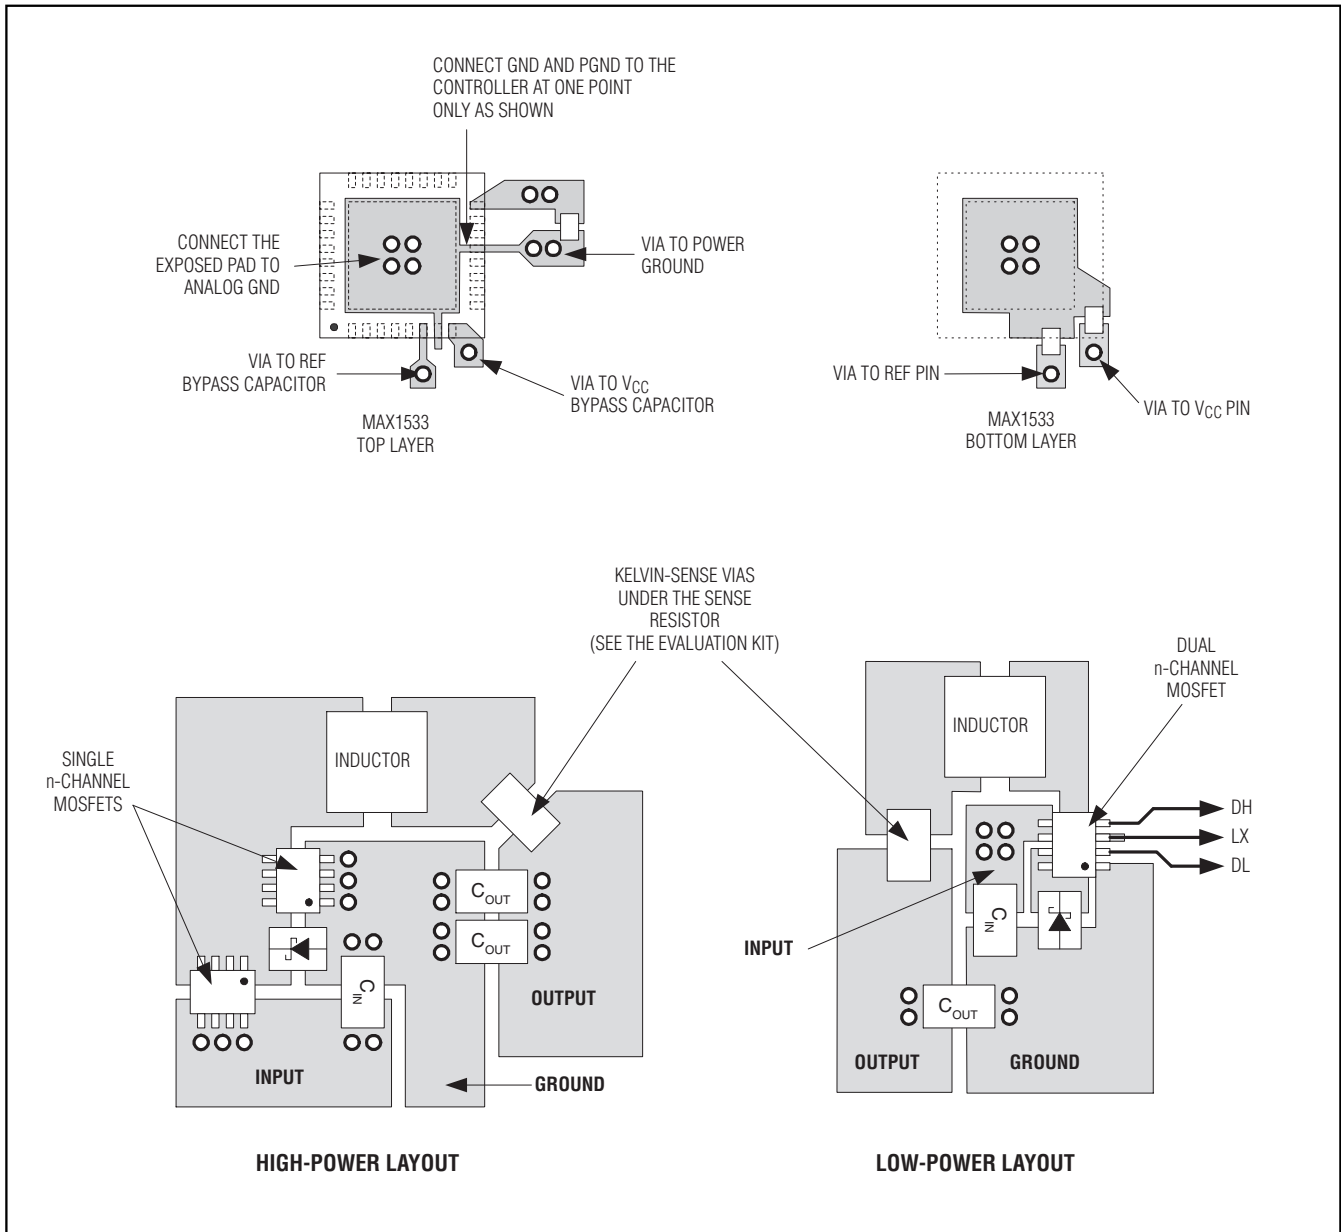 CONNECT GND AND PGND TO THE
CONTROLLER AT ONE POINT
ONLY AS SHOWN
CONNECT THE
EXPOSED PAD TO
ANALOG GND
VIA TO POWER
GROUND
VIA TO REF
BYPASS CAPACITOR
VIA TO VCC
BYPASS CAPACITOR
MAX1533
TOP LAYER
VIA TO REF PIN
VIA TO VCC PIN
MAX1533
BOTTOM LAYER
KELVIN-SENSE VIAS
UNDER THE SENSE
RESISTOR
(SEE THE EVALUATION KIT)
SINGLE
n-CHANNEL
MOSFETS
INDUCTOR
COUT
COUT
CIN
OUTPUT
INPUT
GROUND
HIGH-POWER LAYOUT
DUAL
n-CHANNEL
MOSFET
INDUCTOR
DH
LX
DL
CIN
INPUT
COUT
OUTPUT
GROUND
LOW-POWER LAYOUT